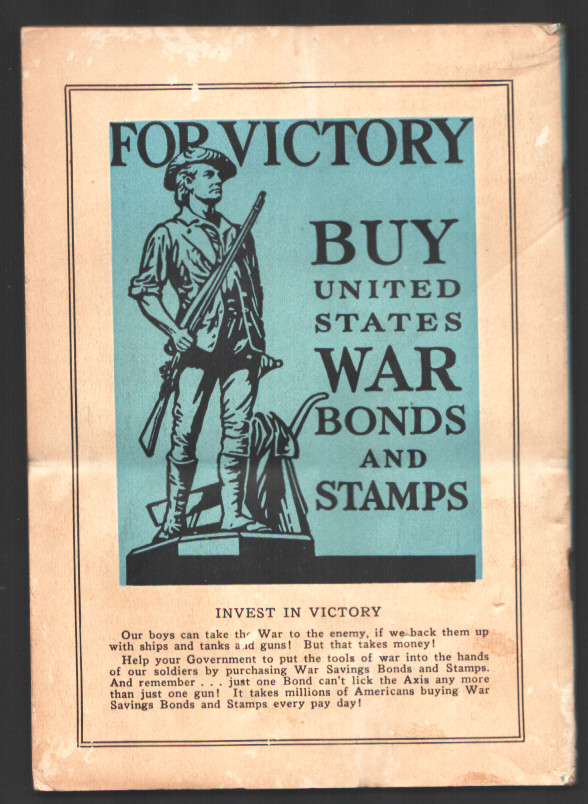 FOR VICTORY
BUY
UNITED
STATES
WAR
BONDS
AND
STAMPS
INVEST IN VICTORY
Our boys can take the War to the enemy, if we back them up
with ships and tanks and guns! But that takes money!
Help your Government to put the tools of war into the hands
of our soldiers by purchasing War Savings Bonds and Stamps.
And remember . . . just one Bond can't lick the Axis any more
than just one gun! It takes millions of Americans buying War
Savings Bonds and Stamps every pay day!